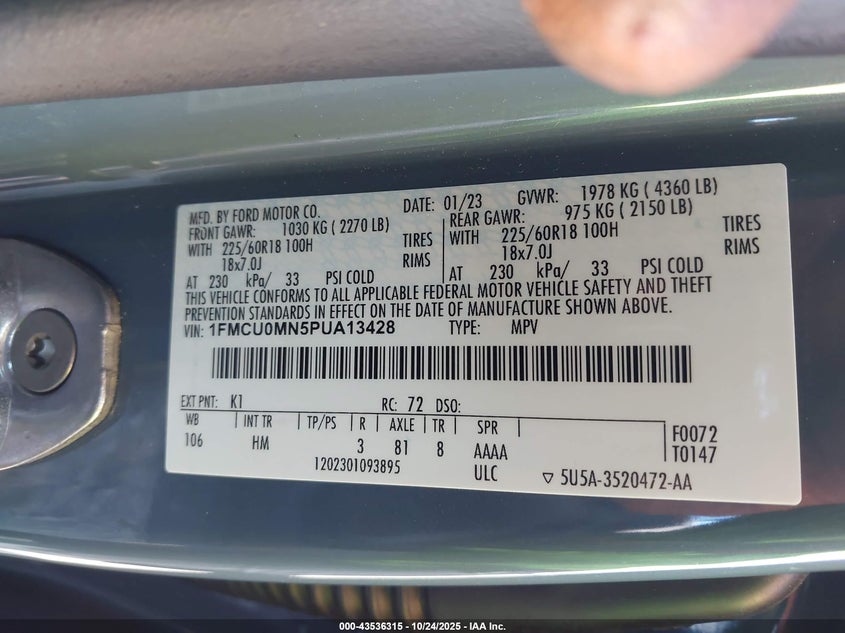 MFD. BY FORD MOTOR CO. DATE: 01/23 GVWR: 1978 KG ( 4360 LB)
FRONT GAWR: 1030 KG ( 2270 LB) REAR GAWR: 975 KG ( 2150 LB)
WITH 225/60R18 100H TIRES WITH 225/60R18 100H TIRES
18x7.0J RIMS 18x7.0J RIMS
AT 230 kPa/ 33 PSI COLD AT 230 kPa/ 33 PSI COLD
THIS VEHICLE CONFORMS TO ALL APPLICABLE FEDERAL MOTOR VEHICLE SAFETY AND THEFT
PREVENTION STANDARDS IN EFFECT ON THE DATE OF MANUFACTURE SHOWN ABOVE.
VIN: 1FMCU0MN5PUA13428 TYPE: MPV
EXT PNT: K1 RC: 72 DSO:
WB INT TR TP/PS R AXLE TR SPR F0072
106 HM 3 81 8 AAAA T0147
1202301093895 ULC ▽ 5U5A-3520472-AA
000-43536315 - 10/24/2025 - IAA Inc.